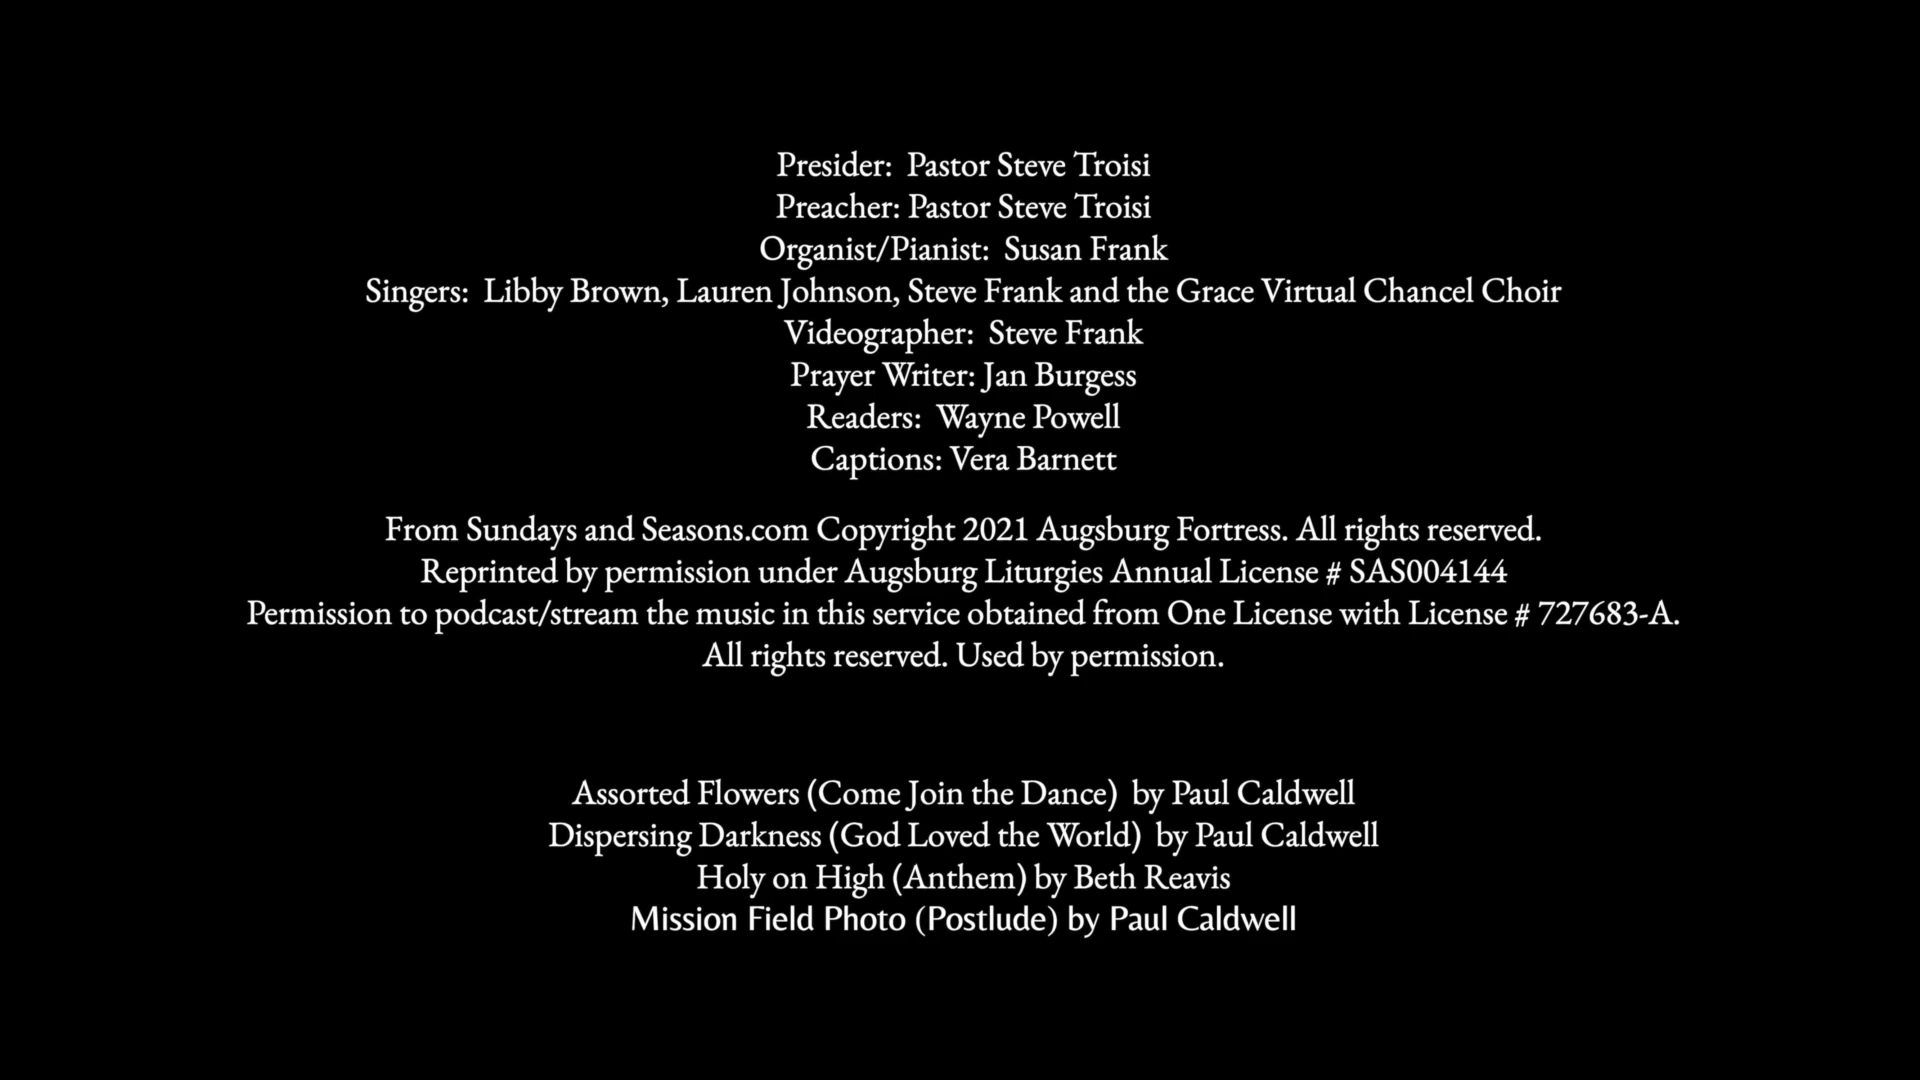 Presider:  Pastor Steve Troisi
Preacher: Pastor Steve Troisi
Organist/Pianist:  Susan Frank
Singers:  Libby Brown, Lauren Johnson, Steve Frank and the Grace Virtual Chancel Choir
Videographer:  Steve Frank
Prayer Writer: Jan Burgess
Readers:  Wayne Powell
Captions: Vera Barnett
From Sundays and Seasons.com Copyright 2021 Augsburg Fortress. All rights reserved.
Reprinted by permission under Augsburg Liturgies Annual License # SAS004144
Permission to podcast/stream the music in this service obtained from One License with License # 727683-A.
All rights reserved. Used by permission.
Assorted Flowers (Come Join the Dance)  by Paul Caldwell
Dispersing Darkness (God Loved the World)  by Paul Caldwell
Holy on High (Anthem) by Beth Reavis
Mission Field Photo (Postlude) by Paul Caldwell